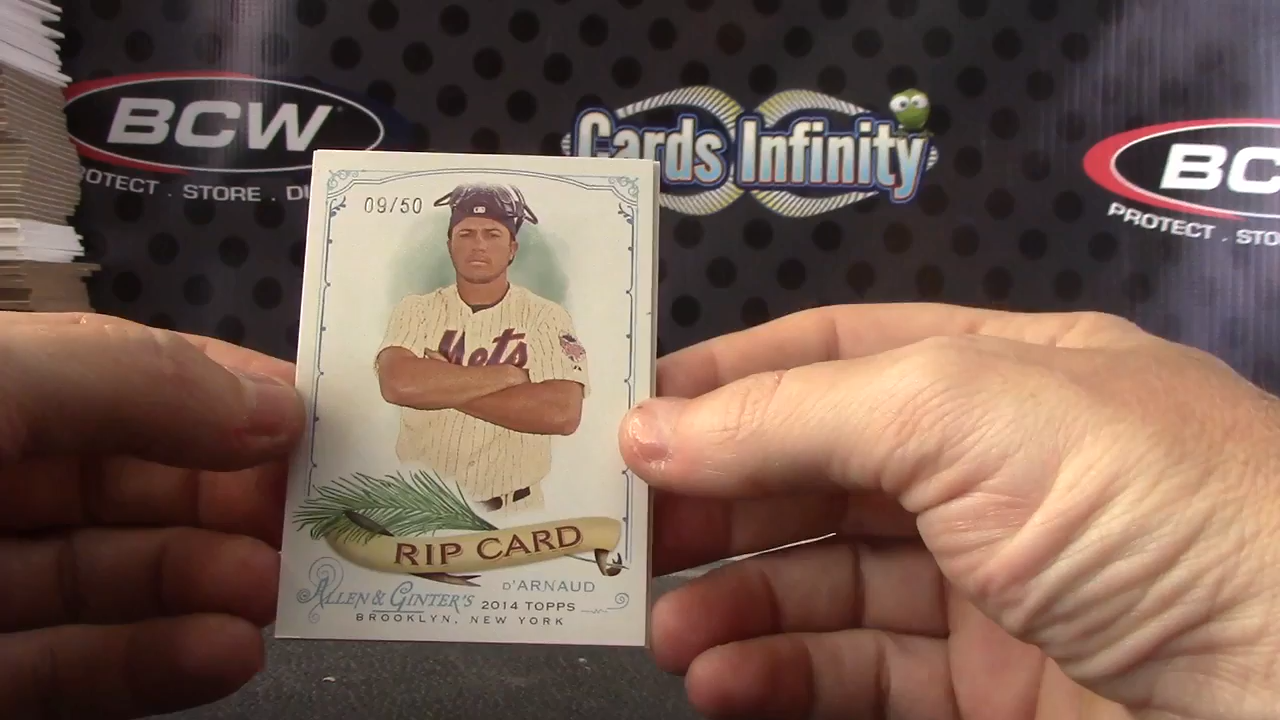 BCW
PROTECT . STORE . DI
Cards Infinity
BC
PROTECT . STO
09/50
Mets
RIP CARD
D'ARNAUD
ALLEN & GINTER'S 2014 TOPPS
BROOKLYN, NEW YORK